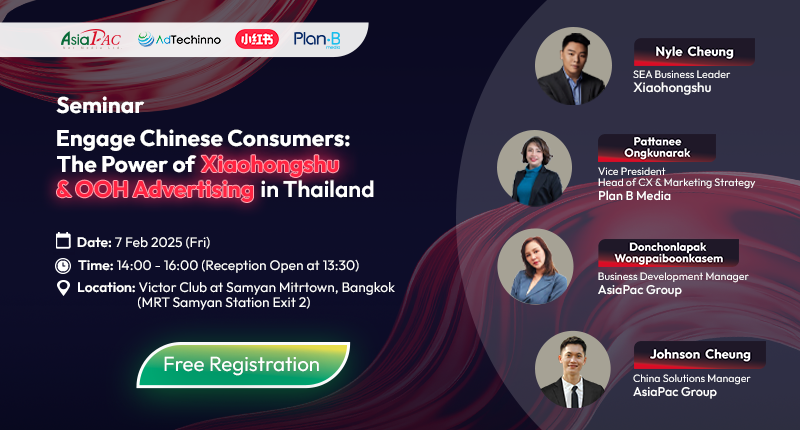 AsiaPAC
Net Media Ltd.
AdTechinno
小红书
Plan B
media
Seminar
Engage Chinese Consumers:
The Power of Xiaohongshu
& OOH Advertising in Thailand
Date: 7 Feb 2025 (Fri)
Time: 14:00 - 16:00 (Reception Open at 13:30)
Location: Victor Club at Samyan Mitrtown, Bangkok
(MRT Samyan Station Exit 2)
Free Registration
Nyle Cheung
SEA Business Leader
Xiaohongshu
Pattanee
Ongkunarak
Vice President
Head of CX & Marketing Strategy
Plan B Media
Donchonlapak
Wongpaiboonkasem
Business Development Manager
AsiaPac Group
Johnson Cheung
China Solutions Manager
AsiaPac Group